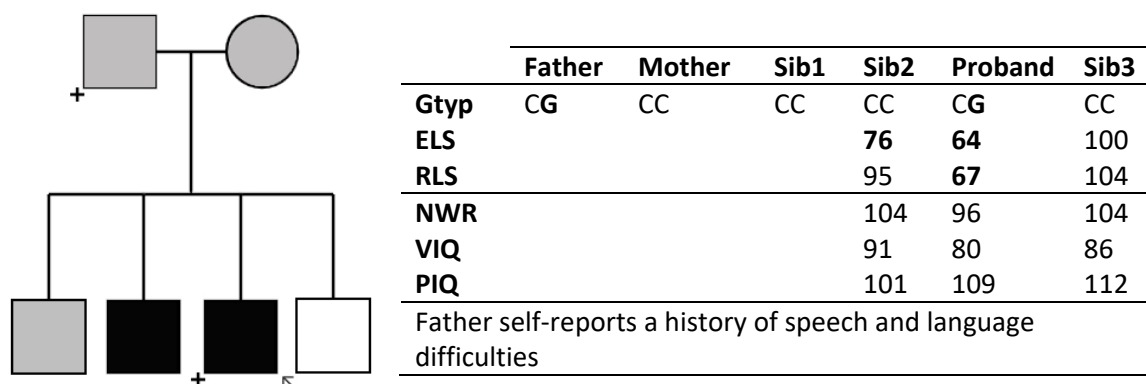 Father Mother Sib1 Sib2 Proband Sib3
Gtyp CG CC CC CC CG CC
ELS 76 64 100
RLS 95 67 104
NWR 104 96 104
VIQ 91 80 86
PIQ 101 109 112
Father self-reports a history of speech and language
difficulties
+
+